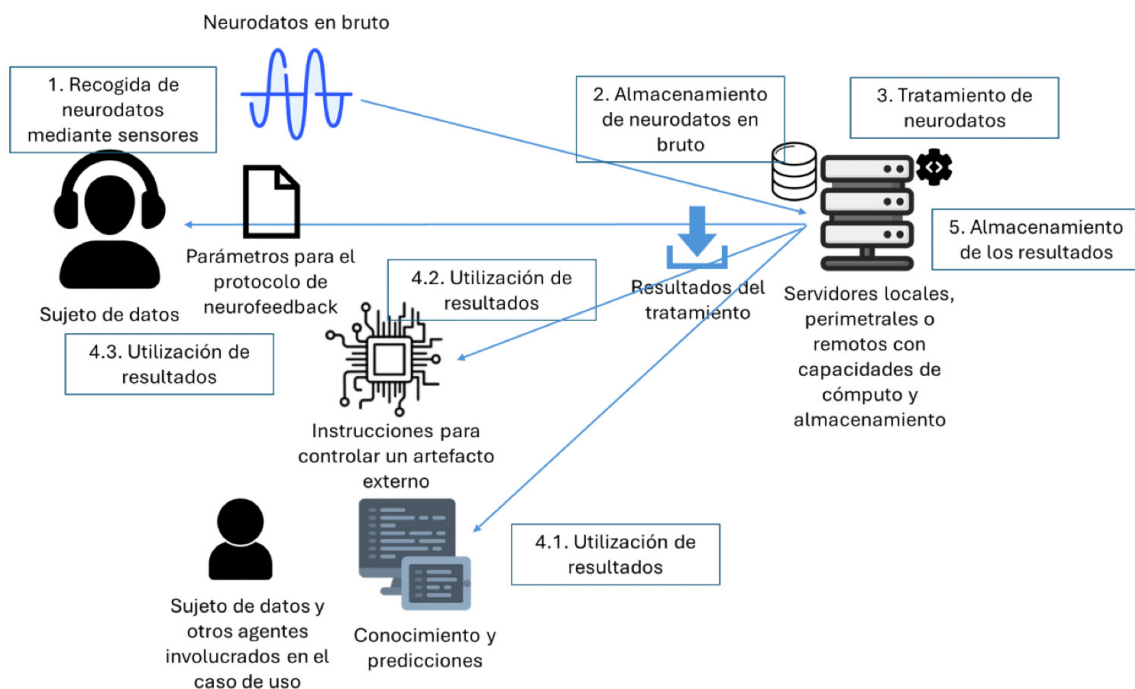 Neurodatos en bruto
1. Recogida de
neurodatos
mediante sensores
2. Almacenamiento
de neurodatos en
bruto
3. Tratamiento de
neurodatos
Parámetros para el
protocolo de
neurofeedback
Sujeto de datos
4.3. Utilización de
resultados
4.2. Utilización de
resultados
Resultados del
tratamiento
5. Almacenamiento
de los resultados
Servidores locales,
perimetrales o
remotos con
capacidades de
cómputo y
almacenamiento
Instrucciones para
controlar un artefacto
externo
4.1. Utilización de
resultados
Sujeto de datos y
otros agentes
involucrados en el
caso de uso
Conocimiento y
predicciones